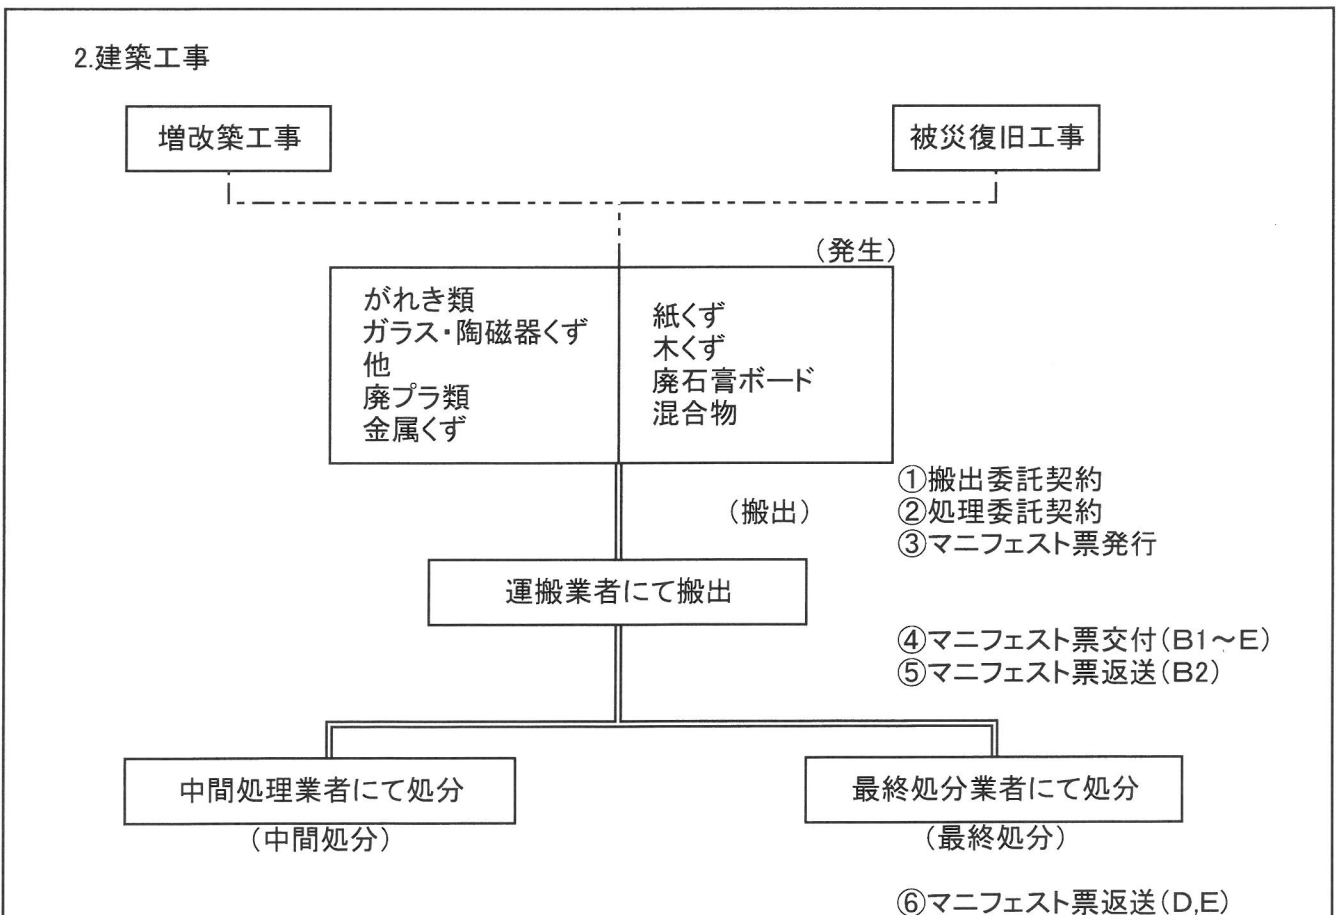 2.建築工事
増改築工事
被災復旧工事
（発生）
がれき類
ガラス・陶磁器くず
他
廃プラ類
金属くず
紙くず
木くず
廃石膏ボード
混合物
（搬出）
①搬出委託契約
②処理委託契約
③マニフェスト票発行
運搬業者にて搬出
④マニフェスト票交付（B1～E）
⑤マニフェスト票返送（B2）
中間処理業者にて処分
（中間処分）
最終処分業者にて処分
（最終処分）
⑥マニフェスト票返送（D,E）